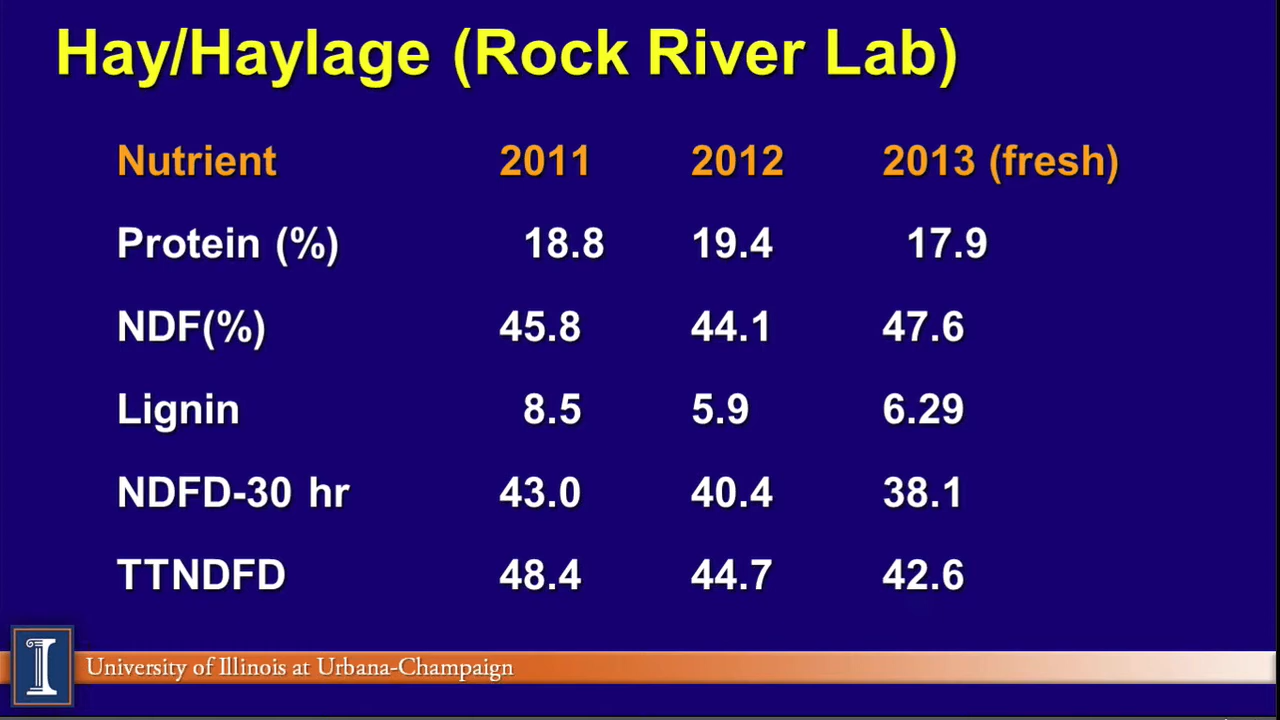 Hay/Haylage (Rock River Lab)
Nutrient 2011 2012 2013 (fresh)
Protein (%) 18.8 19.4 17.9
NDF(%) 45.8 44.1 47.6
Lignin 8.5 5.9 6.29
NDFD-30 hr 43.0 40.4 38.1
TTNDFD 48.4 44.7 42.6
I University of Illinois at Urbana-Champaign